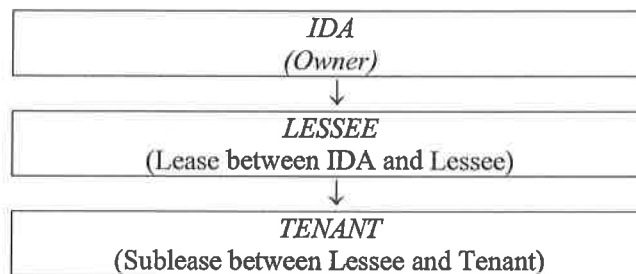 IDA
(Owner)
↓
LESSEE
(Lease between IDA and Lessee)
↓
TENANT
(Sublease between Lessee and Tenant)